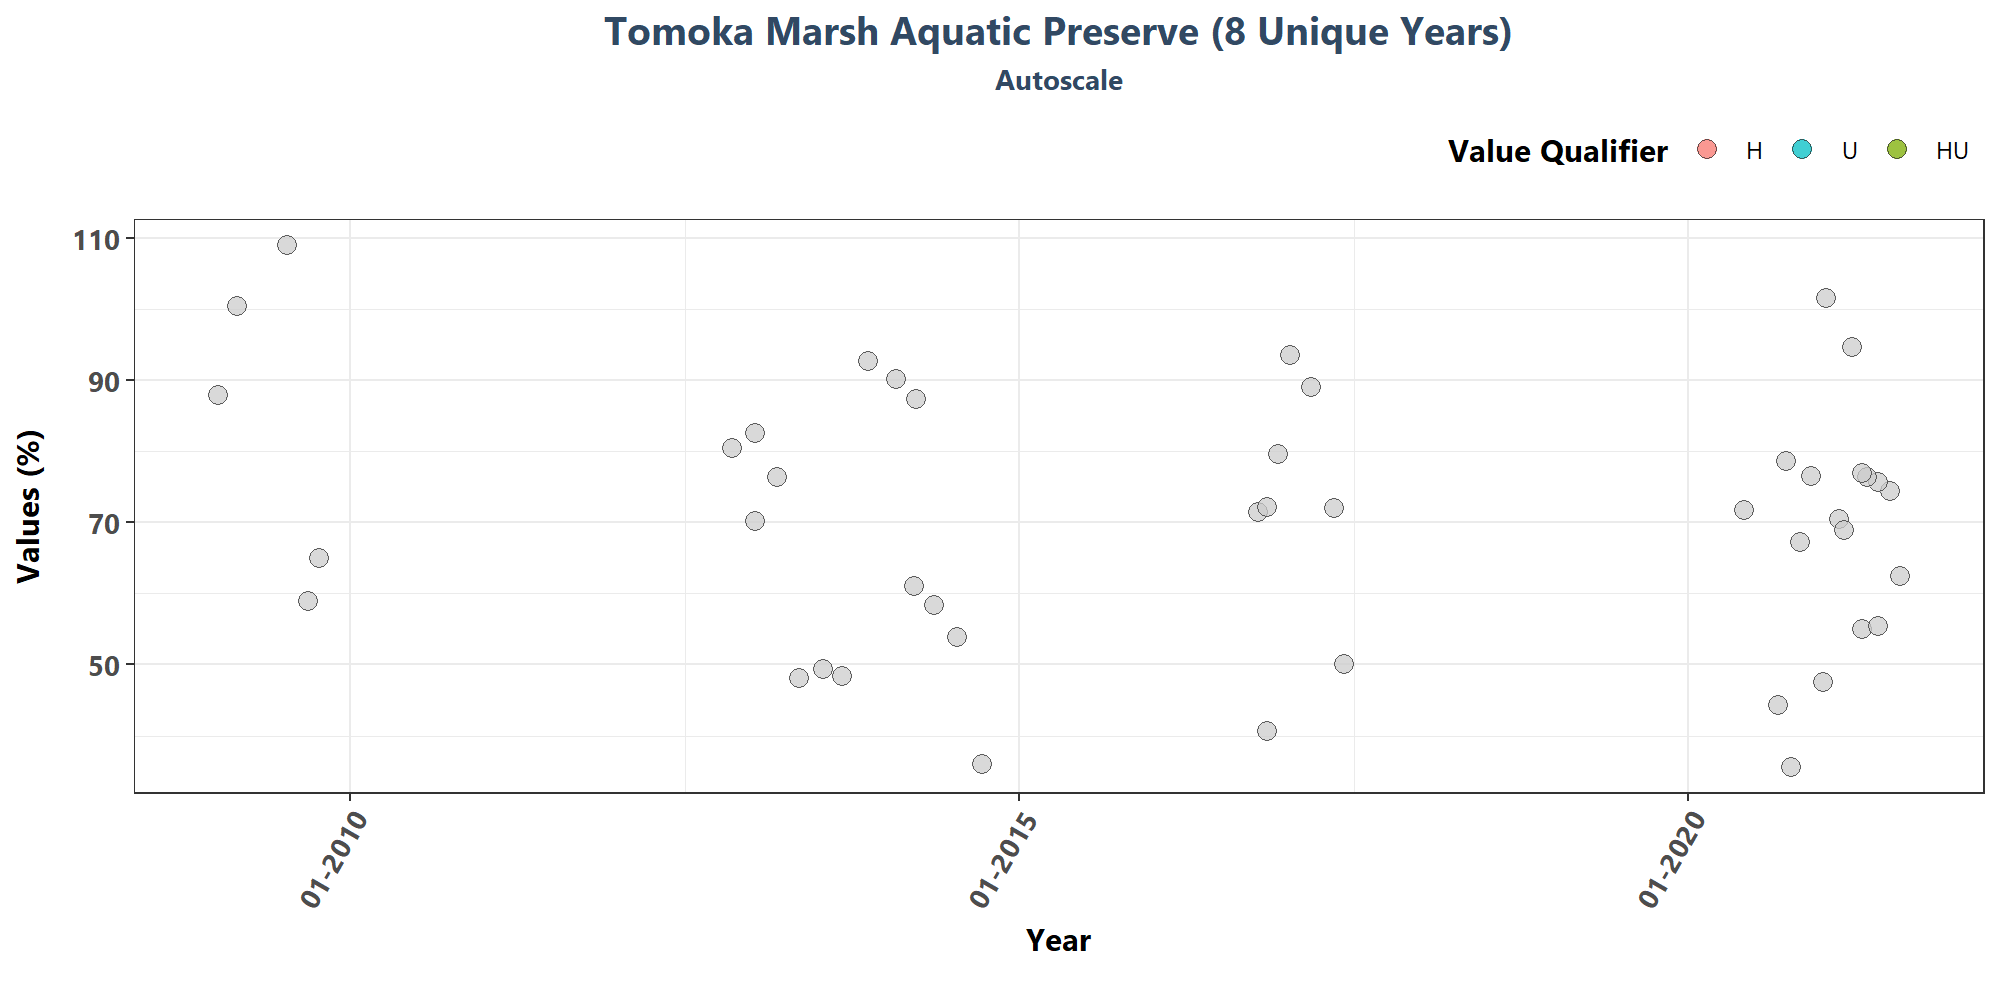 Tomoka Marsh Aquatic Preserve (8 Unique Years)
Autoscale
Value Qualifier H U HU
Values (%)
110
90
70
50
01-2010 01-2015 01-2020
Year